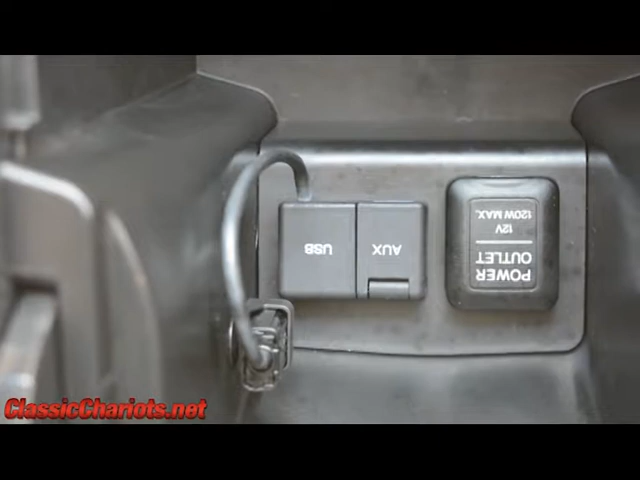 USB
AUX
POWER
OUTLET
12V
120W MAX.
ClassicChariots.net